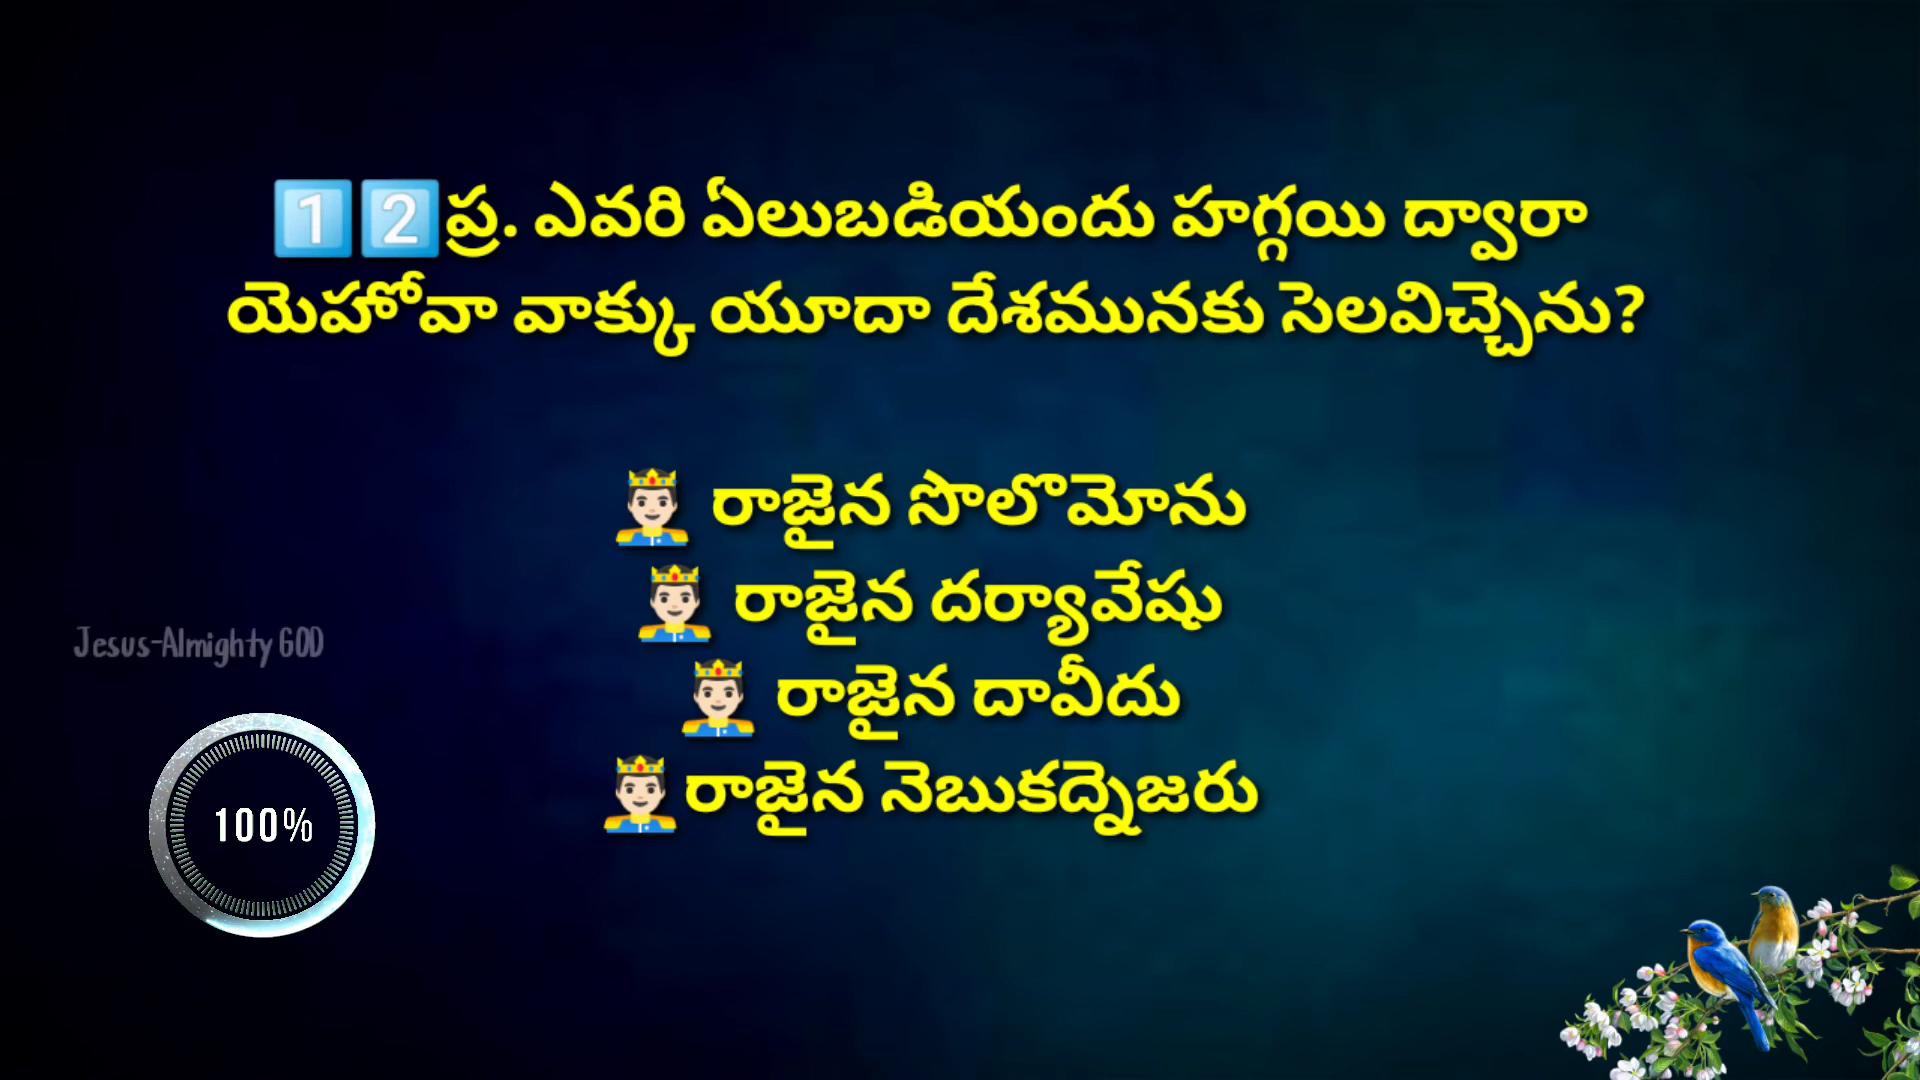 1️⃣2️⃣ప్ర. ఎవరి ఏలుబడియందు హగ్గయి ద్వారా
యెహోవా వాక్కు యూదా దేశమునకు సెలవిచ్చెను?
🤴🏻 రాజైన సొలొమోను
🤴🏻 రాజైన దర్యావేషు
🤴🏻 రాజైన దావీదు
🤴🏻రాజైన నెబుకద్నెజరు
Jesus-Almighty GOD
100%